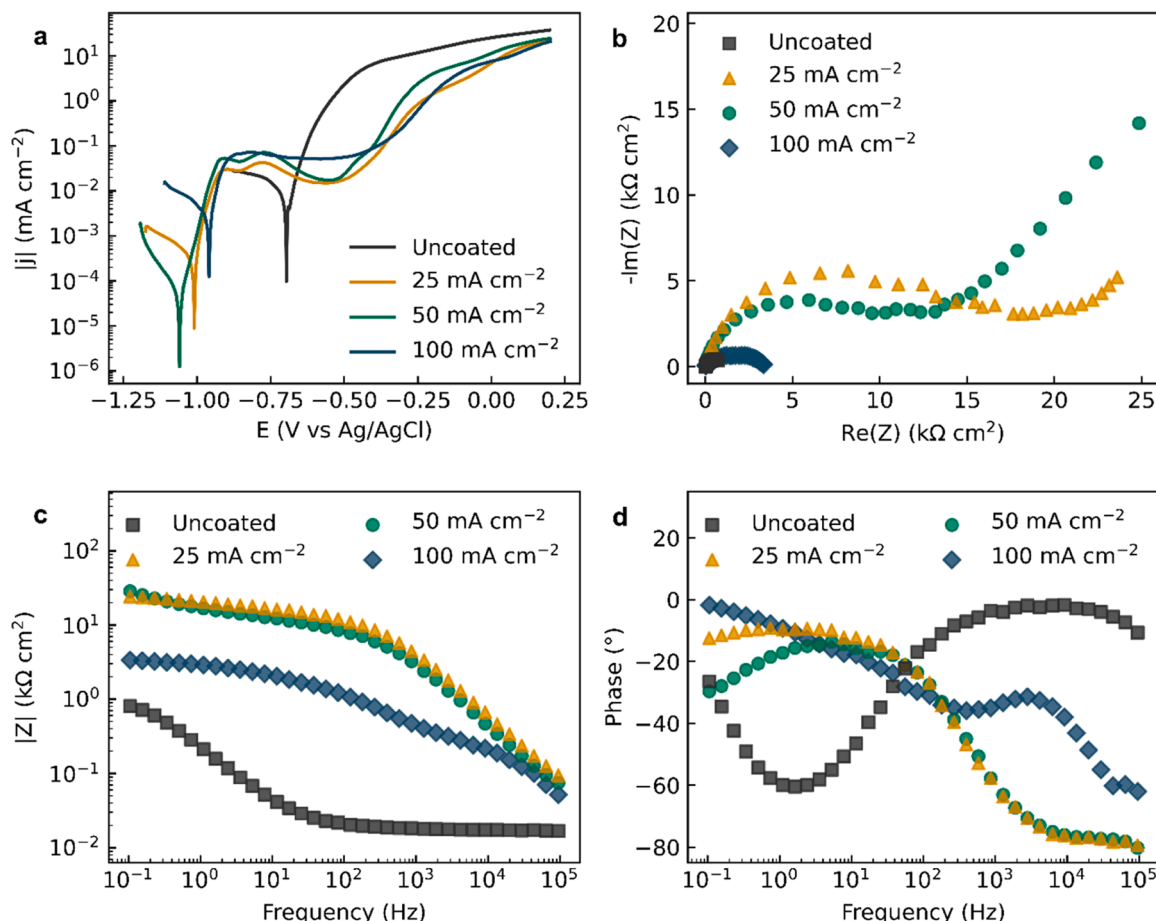 a
|j| (mA cm⁻²)
10¹
10⁰
10⁻¹
10⁻²
10⁻³
10⁻⁴
10⁻⁵
10⁻⁶
Uncoated
25 mA cm⁻²
50 mA cm⁻²
100 mA cm⁻²
−1.25 −1.00 −0.75 −0.50 −0.25 0.00 0.25
E (V vs Ag/AgCl)
b
-Im(Z) (kΩ cm²)
20
15
10
5
0
Uncoated
25 mA cm⁻²
50 mA cm⁻²
100 mA cm⁻²
0 5 10 15 20 25
Re(Z) (kΩ cm²)
c
|Z| (kΩ cm²)
10²
10¹
10⁰
10⁻¹
10⁻²
Uncoated 50 mA cm⁻²
25 mA cm⁻² 100 mA cm⁻²
10⁻¹ 10⁰ 10¹ 10² 10³ 10⁴ 10⁵
Frequency (Hz)
d
Phase (°)
20
0
−20
−40
−60
−80
Uncoated 50 mA cm⁻²
25 mA cm⁻² 100 mA cm⁻²
10⁻¹ 10⁰ 10¹ 10² 10³ 10⁴ 10⁵
Frequency (Hz)